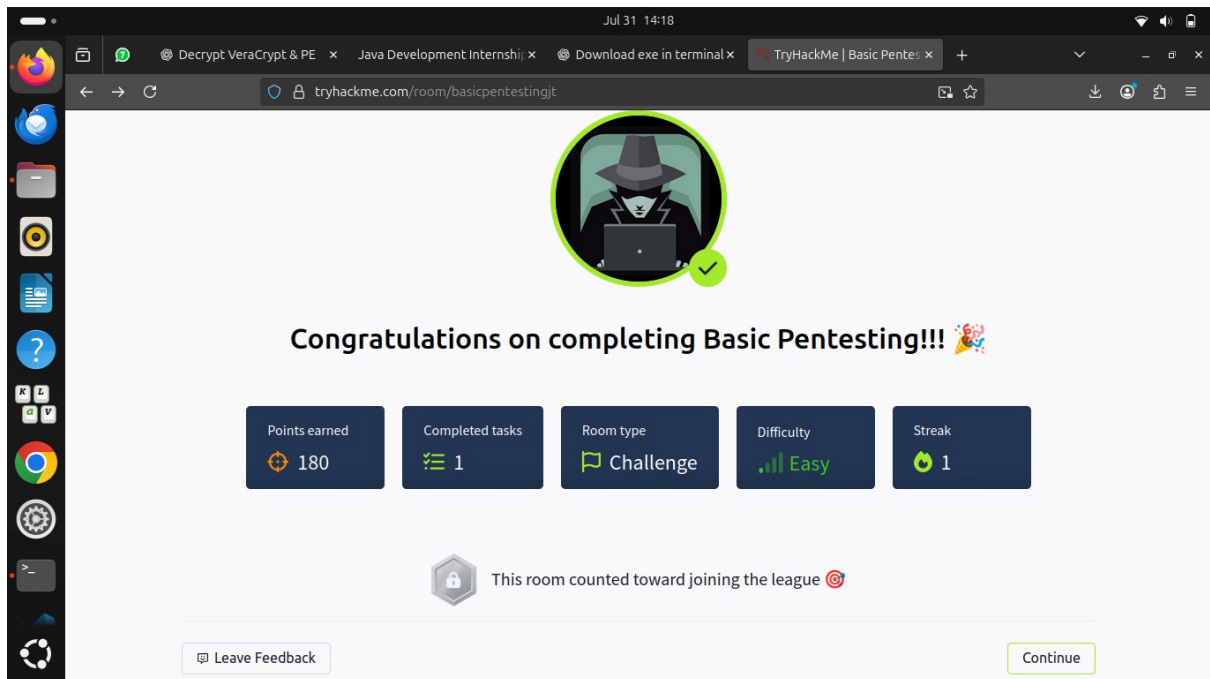 Jul 31 14:18
Decrypt VeraCrypt & PE
Java Development Internship
Download exe in terminal
TryHackMe | Basic Pentes
tryhackme.com/room/basicpentestingjt
Congratulations on completing Basic Pentesting!!! 🎉
Points earned
180
Completed tasks
1
Room type
Challenge
Difficulty
Easy
Streak
1
This room counted toward joining the league 🎯
Leave Feedback
Continue
K L
a V